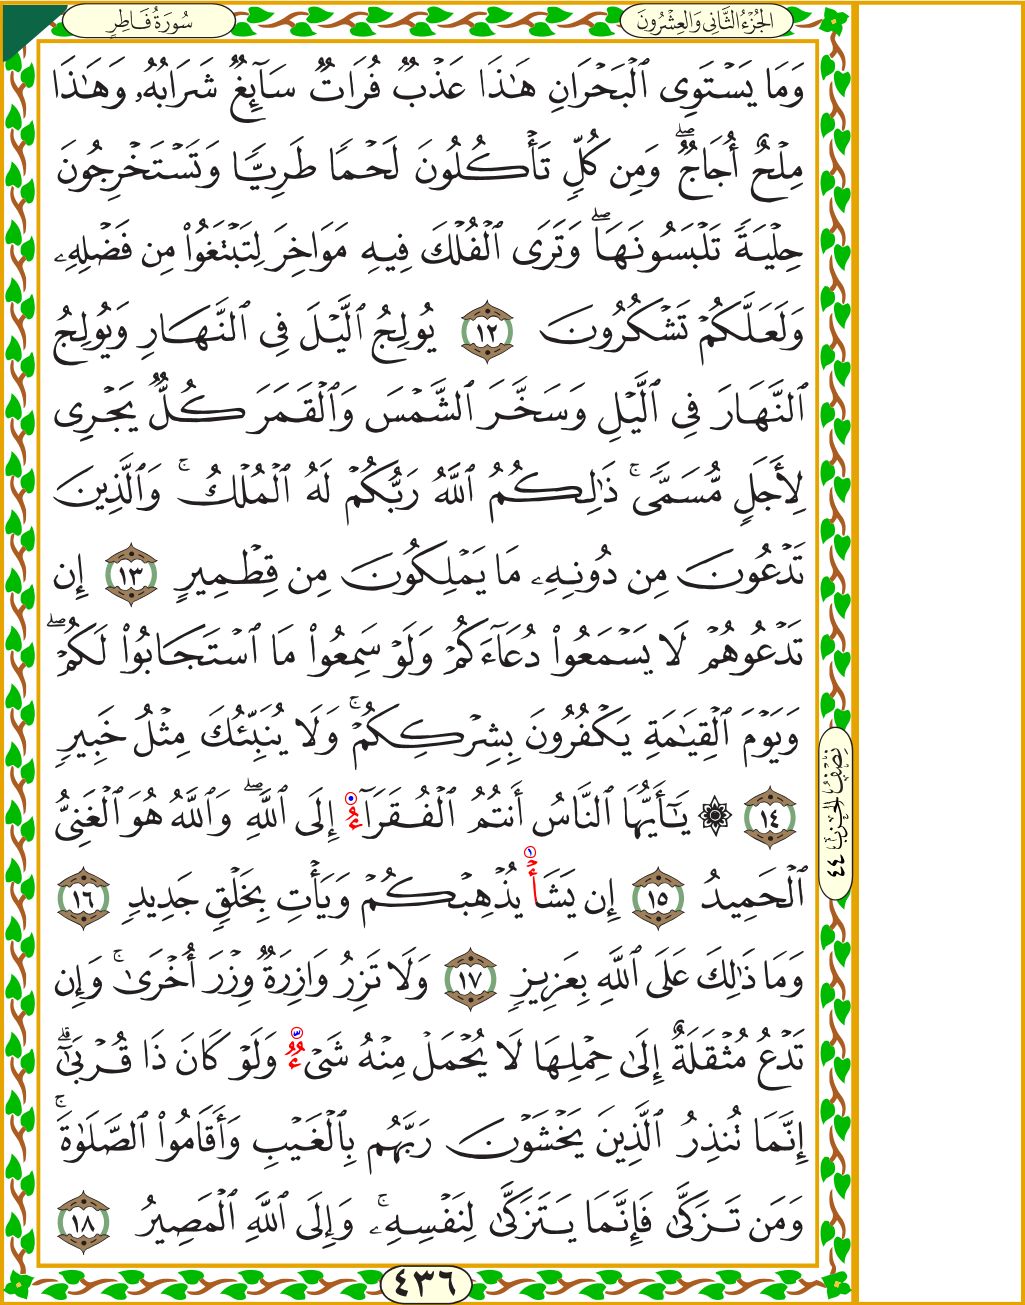 الجُزْءُ الثَّانِي وَالعِشْرُونَ
سُورَةُ فَاطِرٍ
وَمَا يَسۡتَوِي ٱلۡبَحۡرَانِ هَٰذَا عَذۡبٞ فُرَاتٞ سَآئِغٞ شَرَابُهُۥ وَهَٰذَا
مِلۡحٌ أُجَاجٞۖ وَمِن كُلّٖ تَأۡكُلُونَ لَحۡمٗا طَرِيّٗا وَتَسۡتَخۡرِجُونَ
حِلۡيَةٗ تَلۡبَسُونَهَاۖ وَتَرَى ٱلۡفُلۡكَ فِيهِ مَوَاخِرَ لِتَبۡتَغُواْ مِن فَضۡلِهِۦ
وَلَعَلَّكُمۡ تَشۡكُرُونَ ١٢ يُولِجُ ٱلَّيۡلَ فِي ٱلنَّهَارِ وَيُولِجُ
ٱلنَّهَارَ فِي ٱلَّيۡلِ وَسَخَّرَ ٱلشَّمۡسَ وَٱلۡقَمَرَ كُلّٞ يَجۡرِي
لِأَجَلٖ مُّسَمّٗىۚ ذَٰلِكُمُ ٱللَّهُ رَبُّكُمۡ لَهُ ٱلۡمُلۡكُۚ وَٱلَّذِينَ
تَدۡعُونَ مِن دُونِهِۦ مَا يَمۡلِكُونَ مِن قِطۡمِيرٍ ١٣ إِن
تَدۡعُوهُمۡ لَا يَسۡمَعُواْ دُعَآءَكُمۡ وَلَوۡ سَمِعُواْ مَا ٱسۡتَجَابُواْ لَكُمۡۖ
وَيَوۡمَ ٱلۡقِيَٰمَةِ يَكۡفُرُونَ بِشِرۡكِكُمۡۚ وَلَا يُنَبِّئُكَ مِثۡلُ خَبِيرٖ
١٤ ۞ يَٰٓأَيُّهَا ٱلنَّاسُ أَنتُمُ ٱلۡفُقَرَآءُ إِلَى ٱللَّهِۖ وَٱللَّهُ هُوَ ٱلۡغَنِيُّ
ٱلۡحَمِيدُ ١٥ إِن يَشَأۡ يُذۡهِبۡكُمۡ وَيَأۡتِ بِخَلۡقٖ جَدِيدٖ ١٦
وَمَا ذَٰلِكَ عَلَى ٱللَّهِ بِعَزِيزٖ ١٧ وَلَا تَزِرُ وَازِرَةٞ وِزۡرَ أُخۡرَىٰۚ وَإِن
تَدۡعُ مُثۡقَلَةٌ إِلَىٰ حِمۡلِهَا لَا يُحۡمَلۡ مِنۡهُ شَيۡءٞ وَلَوۡ كَانَ ذَا قُرۡبَىٰٓۗ
إِنَّمَا تُنذِرُ ٱلَّذِينَ يَخۡشَوۡنَ رَبَّهُم بِٱلۡغَيۡبِ وَأَقَامُواْ ٱلصَّلَوٰةَۚ
وَمَن تَزَكَّىٰ فَإِنَّمَا يَتَزَكَّىٰ لِنَفۡسِهِۦۚ وَإِلَى ٱللَّهِ ٱلۡمَصِيرُ ١٨
نِصْفُ الحِزْبِ ٤٤
٤٣٦